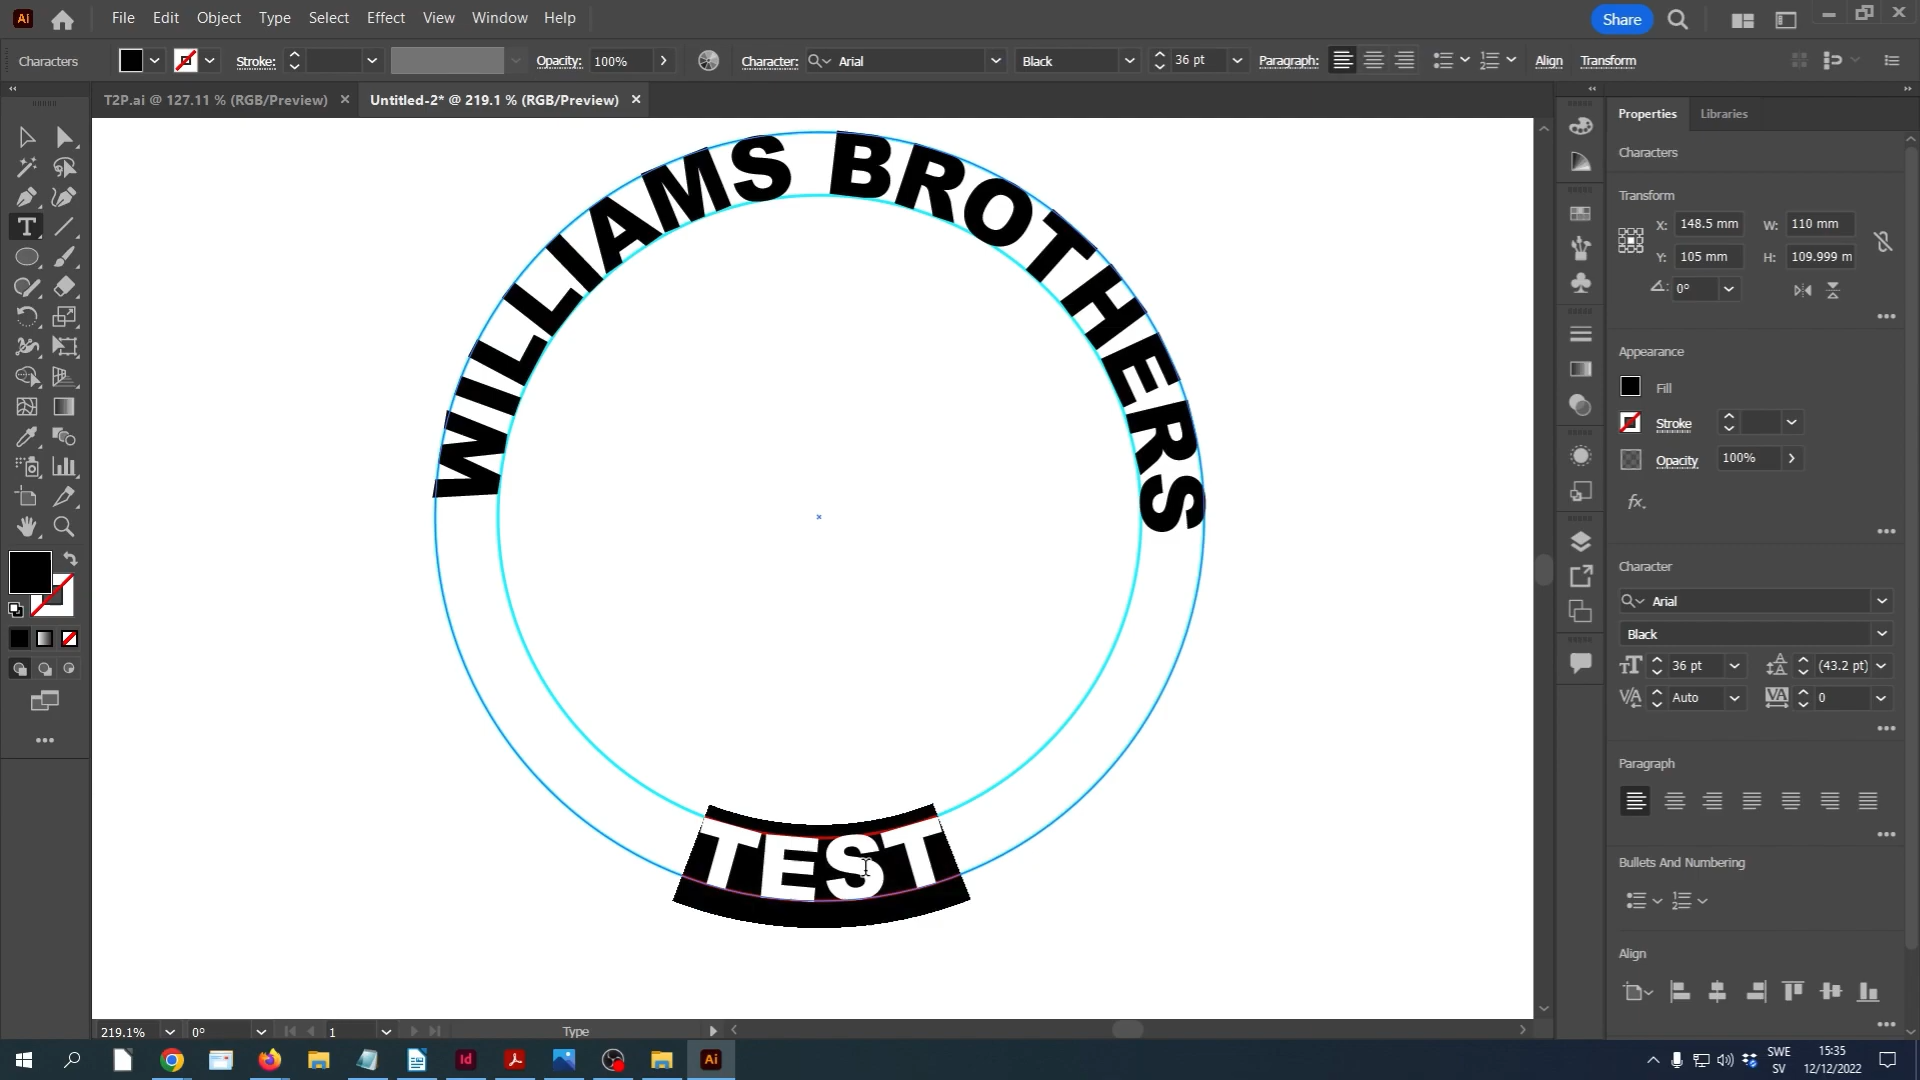 Ai File Edit Object Type Select Effect View Window Help Share
Characters Stroke: Opacity: 100% Character: Arial Black 36 pt Paragraph: Align Transform
T2P.ai @ 127.11 % (RGB/Preview) × Untitled-2* @ 219.1 % (RGB/Preview) ×
Properties Libraries
Characters
Transform
X: 148.5 mm W: 110 mm
Y: 105 mm H: 109.999 m
0°
Appearance
Fill
Stroke
Opacity 100%
fx.
Character
Arial
Black
36 pt (43.2 pt)
Auto 0
Paragraph
Bullets And Numbering
Align
WILLIAMS BROTHERS
TEST
219.1% 0° 1 Type
Id Ai SWE SV 15:35 12/12/2022